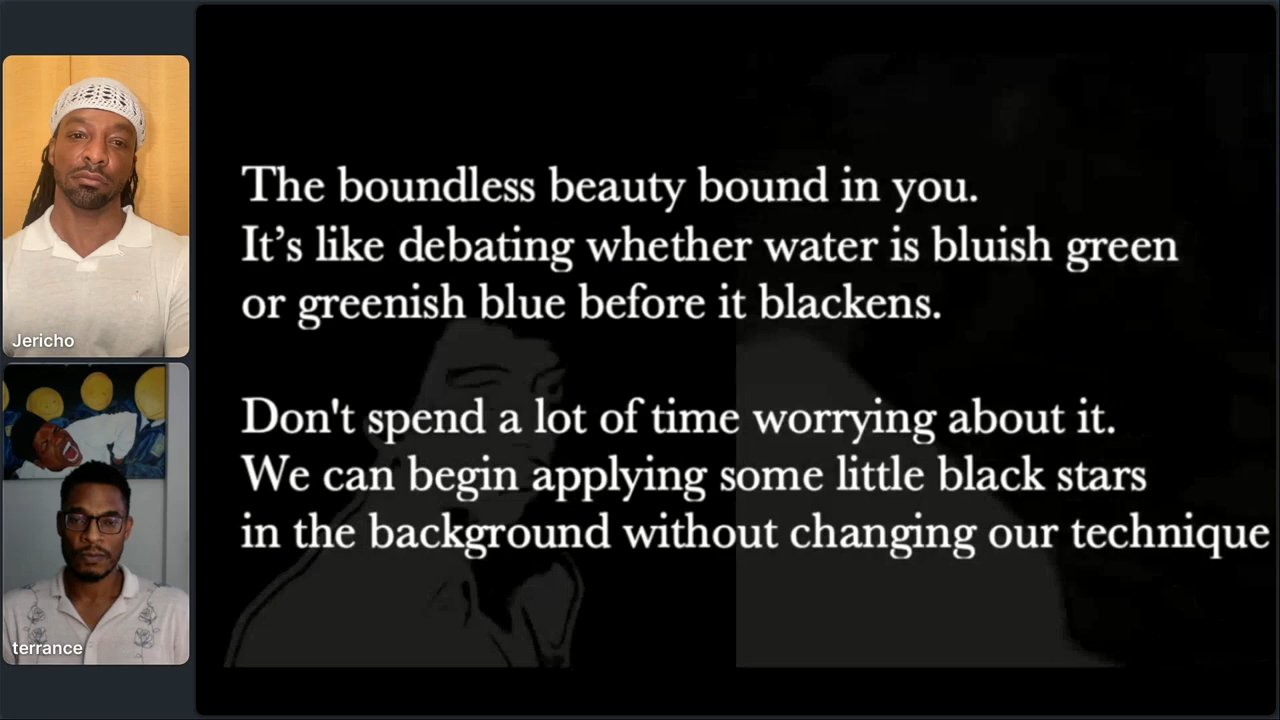 The boundless beauty bound in you.
It’s like debating whether water is bluish green
or greenish blue before it blackens.
Don't spend a lot of time worrying about it.
We can begin applying some little black stars
in the background without changing our technique
Jericho
terrance